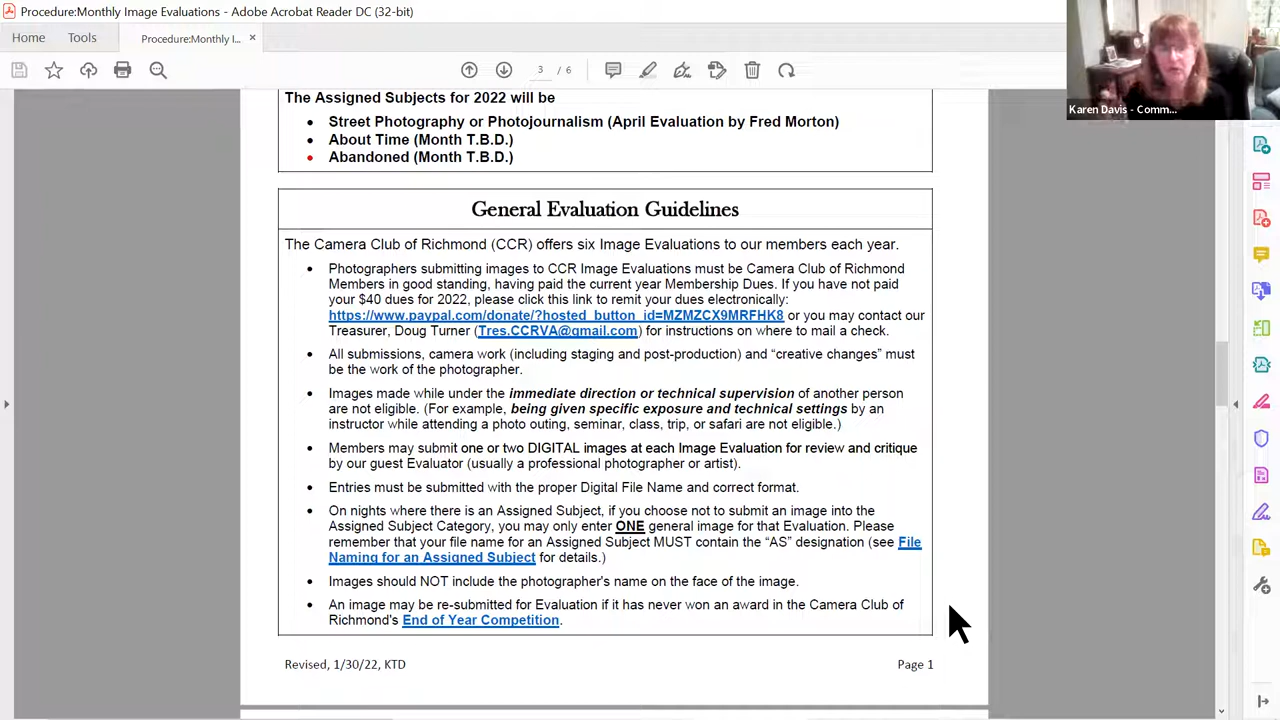 Procedure:Monthly Image Evaluations - Adobe Acrobat Reader DC (32-bit)
Home Tools Procedure:Monthly I... ×
3 / 6
Karen Davis - Comm...
The Assigned Subjects for 2022 will be
• Street Photography or Photojournalism (April Evaluation by Fred Morton)
• About Time (Month T.B.D.)
• Abandoned (Month T.B.D.)
General Evaluation Guidelines
The Camera Club of Richmond (CCR) offers six Image Evaluations to our members each year.
• Photographers submitting images to CCR Image Evaluations must be Camera Club of Richmond
Members in good standing, having paid the current year Membership Dues. If you have not paid
your $40 dues for 2022, please click this link to remit your dues electronically:
https://www.paypal.com/donate/?hosted_button_id=MZMZCX9MRFHK8 or you may contact our
Treasurer, Doug Turner (Tres.CCRVA@gmail.com) for instructions on where to mail a check.
• All submissions, camera work (including staging and post-production) and “creative changes” must
be the work of the photographer.
• Images made while under the immediate direction or technical supervision of another person
are not eligible. (For example, being given specific exposure and technical settings by an
instructor while attending a photo outing, seminar, class, trip, or safari are not eligible.)
• Members may submit one or two DIGITAL images at each Image Evaluation for review and critique
by our guest Evaluator (usually a professional photographer or artist).
• Entries must be submitted with the proper Digital File Name and correct format.
• On nights where there is an Assigned Subject, if you choose not to submit an image into the
Assigned Subject Category, you may only enter ONE general image for that Evaluation. Please
remember that your file name for an Assigned Subject MUST contain the “AS” designation (see File
Naming for an Assigned Subject for details.)
• Images should NOT include the photographer's name on the face of the image.
• An image may be re-submitted for Evaluation if it has never won an award in the Camera Club of
Richmond's End of Year Competition.
Revised, 1/30/22, KTD Page 1